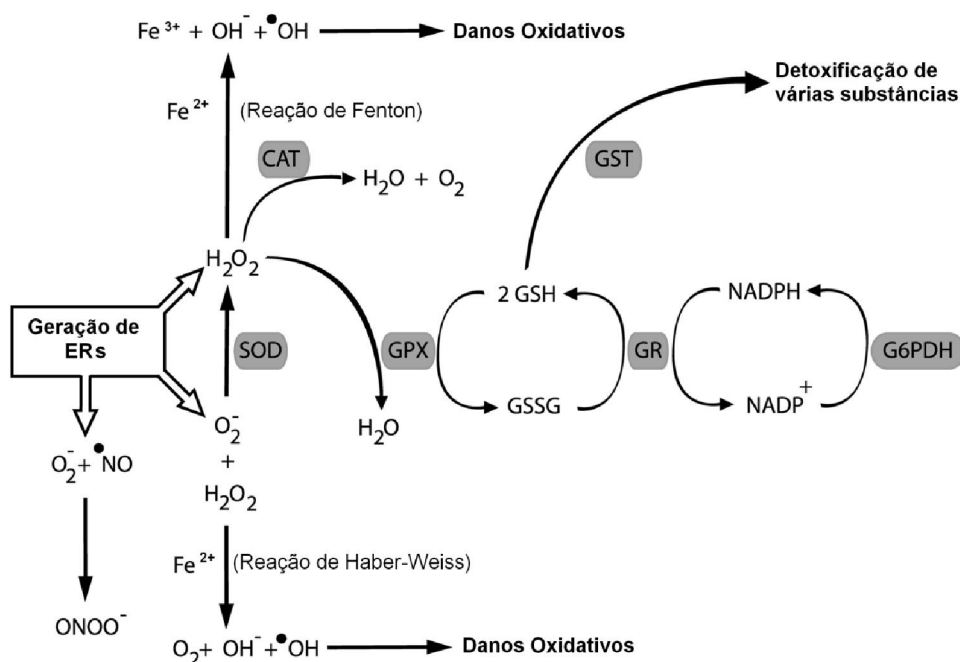 Fe³⁺ + OH⁻ + •OH
Danos Oxidativos
Detoxificação de
várias substâncias
Fe²⁺
(Reação de Fenton)
CAT
H₂O + O₂
GST
H₂O₂
2 GSH
NADPH
Geração de
ERs
SOD
GPX
GR
G6PDH
GSSG
NADP⁺
O₂⁻
H₂O
O₂⁻+ •NO
+
H₂O₂
Fe²⁺
(Reação de Haber-Weiss)
ONOO⁻
O₂+ OH⁻+•OH
Danos Oxidativos